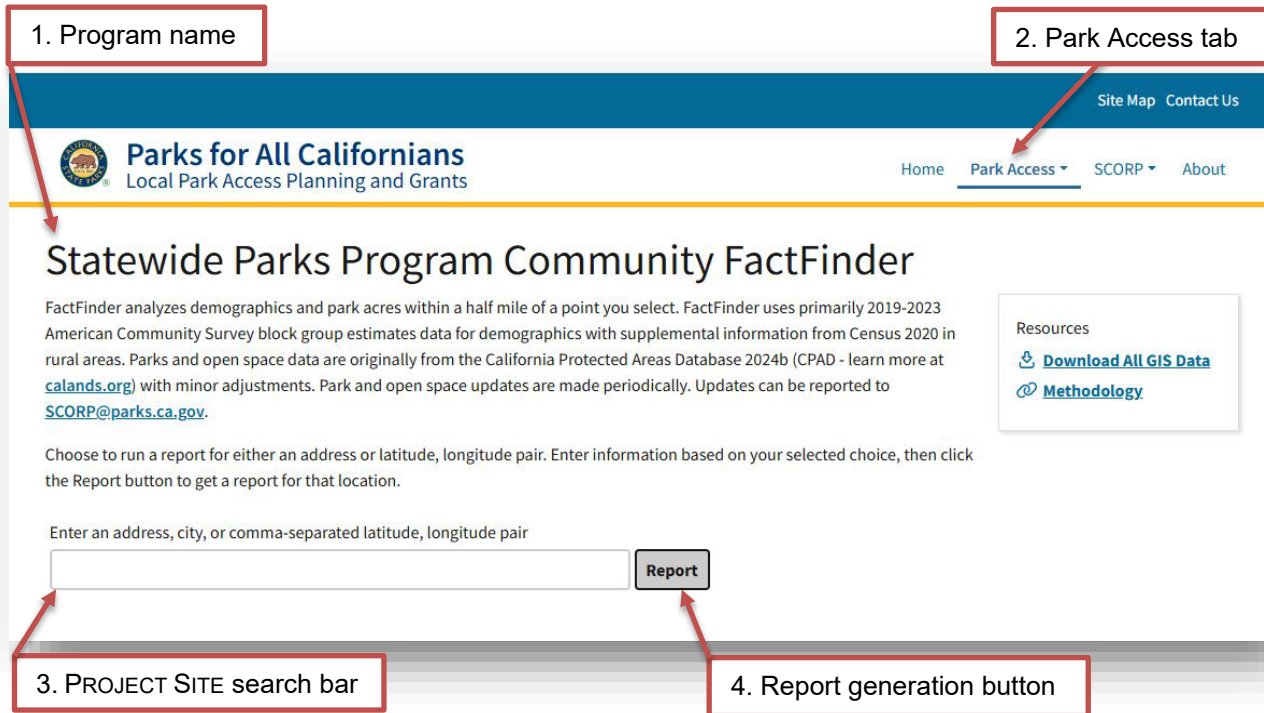 1. Program name
2. Park Access tab
Site Map Contact Us
CALIFORNIA STATE PARKS
Parks for All Californians
Local Park Access Planning and Grants
Home Park Access SCORP About
Statewide Parks Program Community FactFinder
FactFinder analyzes demographics and park acres within a half mile of a point you select. FactFinder uses primarily 2019-2023
American Community Survey block group estimates data for demographics with supplemental information from Census 2020 in
rural areas. Parks and open space data are originally from the California Protected Areas Database 2024b (CPAD - learn more at
calands.org) with minor adjustments. Park and open space updates are made periodically. Updates can be reported to
SCORP@parks.ca.gov.
Resources
Download All GIS Data
Methodology
Choose to run a report for either an address or latitude, longitude pair. Enter information based on your selected choice, then click
the Report button to get a report for that location.
Enter an address, city, or comma-separated latitude, longitude pair
Report
3. PROJECT SITE search bar
4. Report generation button